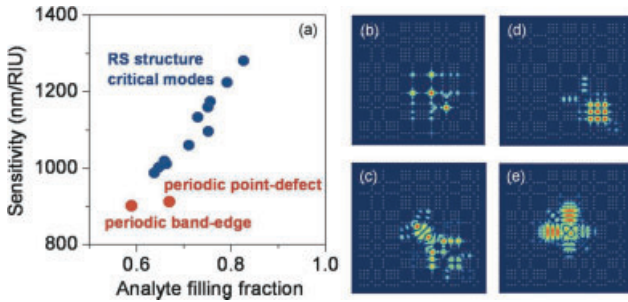 1400
1200
1000
800
Sensitivity (nm/RIU)
(a)
RS structure
critical modes
periodic point-defect
periodic band-edge
0.6
0.8
1.0
Analyte filling fraction
(b)
(d)
(c)
(e)